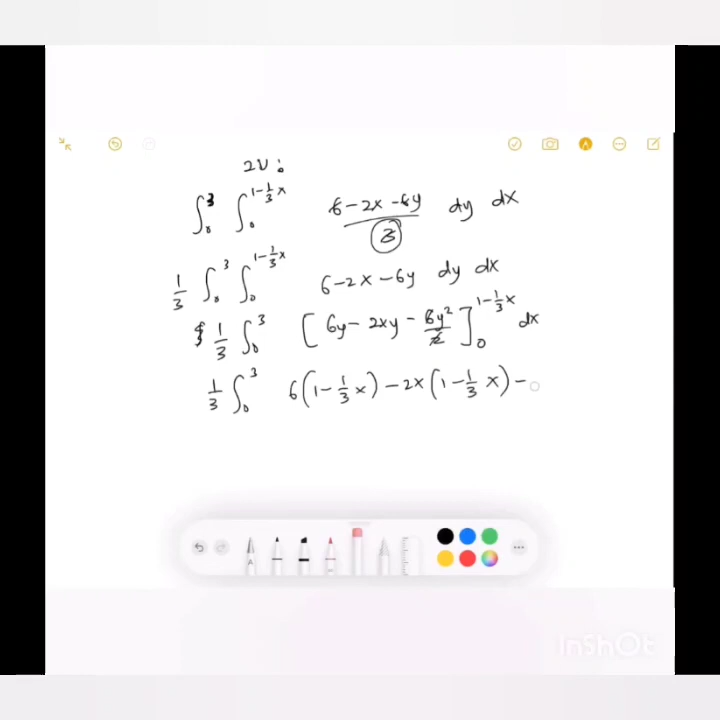 2V:
∫₀³ ∫₀^(1-⅓x) (6-2x-6y)/3 dy dx
⅓ ∫₀³ ∫₀^(1-⅓x) 6-2x-6y dy dx
⅓ ∫₀³ [6y-2xy-6y²/2]₀^(1-⅓x) dx
⅓ ∫₀³ 6(1-⅓x)-2x(1-⅓x)-
InShOt